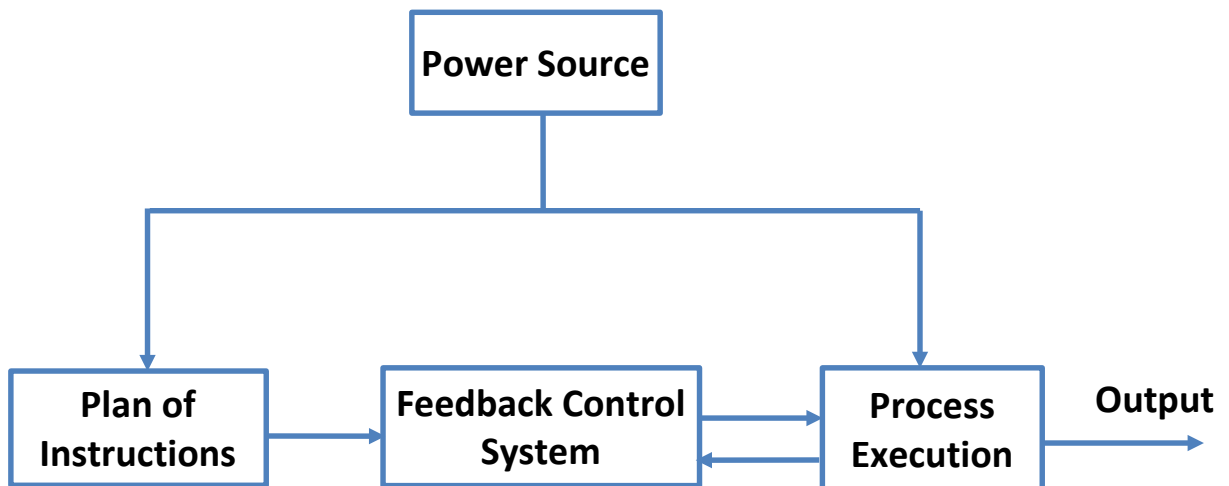 Power Source
Plan of
Instructions
Feedback Control
System
Process
Execution
Output